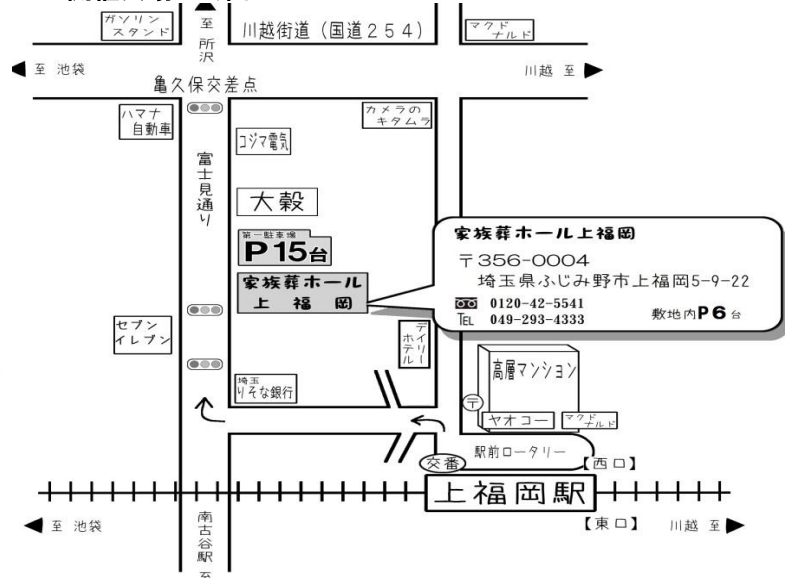 ガソリン
スタンド
至
所
沢
川越街道（国道２５４）
マクド
ナルド
至 池袋
川越 至
亀久保交差点
ハマナ
自動車
カメラの
キタムラ
コジマ電気
富士見通り
大穀
第一駐車場
P15台
家族葬ホール
上福岡
家族葬ホール上福岡
〒356-0004
埼玉県ふじみ野市上福岡5-9-22
0120-42-5541
TEL 049-293-4333
敷地内P6台
セブン
イレブン
デイリー
ホテル
埼玉
りそな銀行
高層マンション
〒
ヤオコー
マクド
ナルド
駅前ロータリー
交番
【西口】
上福岡駅
【東口】
至 池袋
川越 至
南古谷駅
至